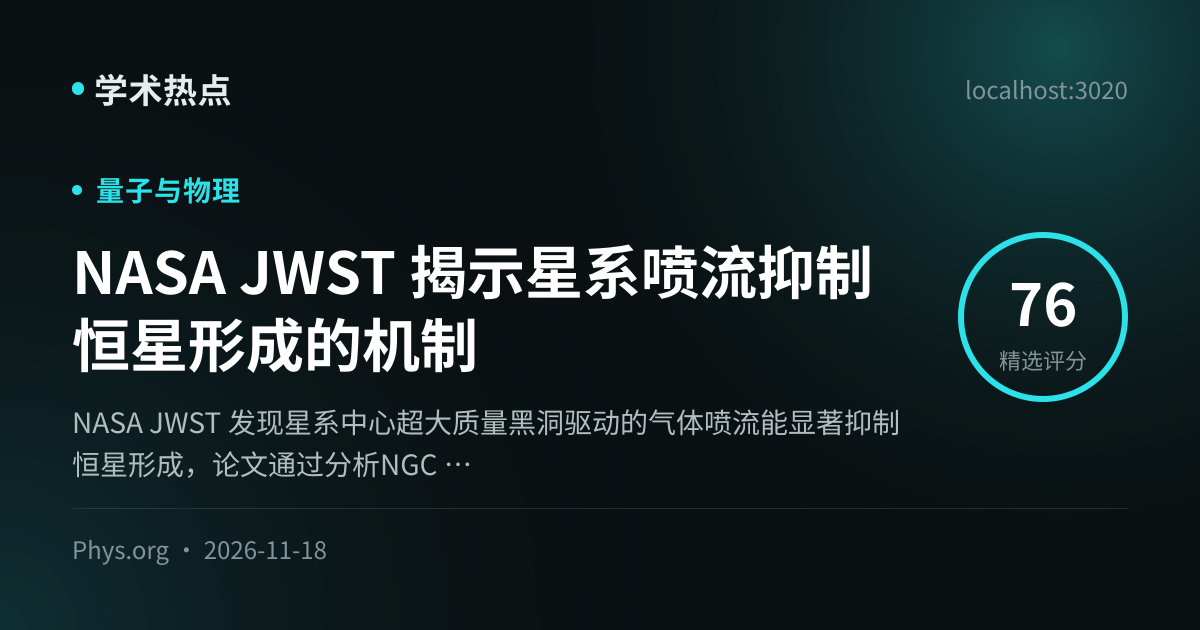 学术热点
localhost:3020
量子与物理
NASA JWST 揭示星系喷流抑制
恒星形成的机制
76
精选评分
NASA JWST 发现星系中心超大质量黑洞驱动的气体喷流能显著抑制
恒星形成，论文通过分析NGC …
Phys.org · 2026-11-18